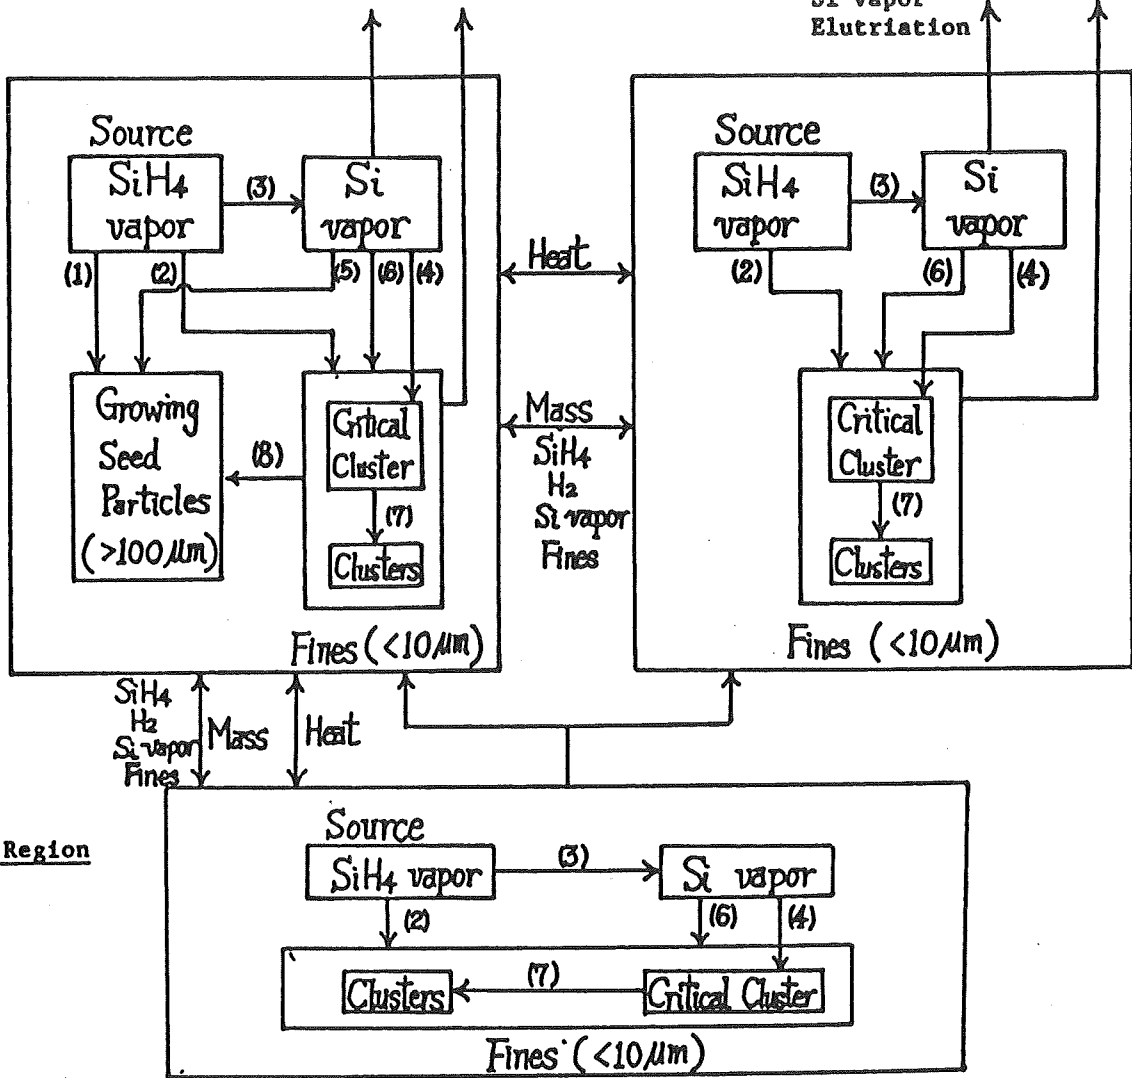 Si vapor
Elutriation
Source
SiH4
vapor
(3)
Si
vapor
(1)
(2)
(5)
(6)
(4)
Growing
Seed
Particles
(>100 μm)
(8)
Critical
Cluster
(7)
Clusters
Fines (<10 μm)
Heat
Mass
SiH4
H2
Si vapor
Fines
Source
SiH4
vapor
(3)
Si
vapor
(2)
(6)
(4)
Critical
Cluster
(7)
Clusters
Fines (<10 μm)
SiH4
H2
Si vapor
Fines
Mass
Heat
Region
Source
SiH4 vapor
(3)
Si vapor
(2)
(6)
(4)
Clusters
(7)
Critical Cluster
Fines (<10 μm)